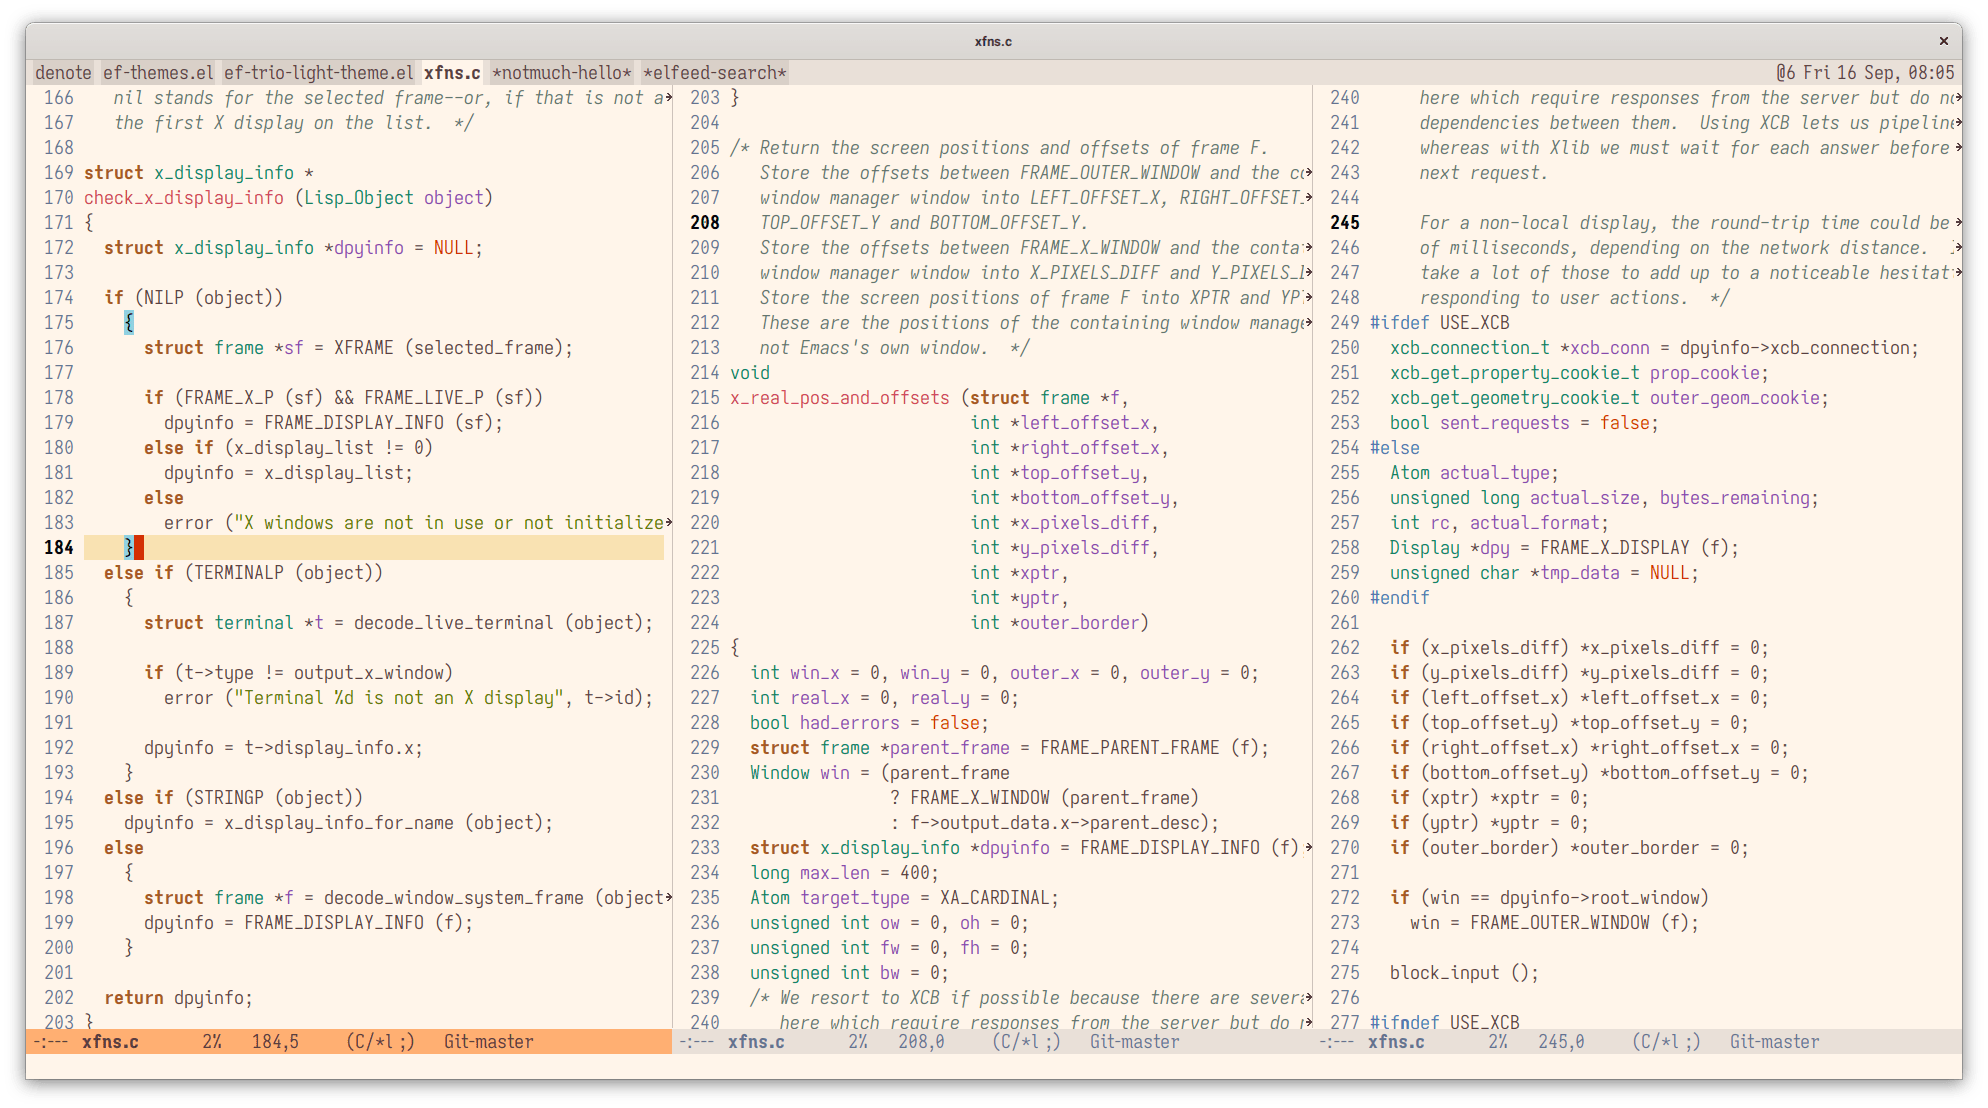 xfns.c ×
denote ef-themes.el ef-trio-light-theme.el xfns.c *notmuch-hello* *elfeed-search* @6 Fri 16 Sep, 08:05
166    nil stands for the selected frame--or, if that is not a
167    the first X display on the list.  */
168
169 struct x_display_info *
170 check_x_display_info (Lisp_Object object)
171 {
172   struct x_display_info *dpyinfo = NULL;
173
174   if (NILP (object))
175     {
176       struct frame *sf = XFRAME (selected_frame);
177
178       if (FRAME_X_P (sf) && FRAME_LIVE_P (sf))
179         dpyinfo = FRAME_DISPLAY_INFO (sf);
180       else if (x_display_list != 0)
181         dpyinfo = x_display_list;
182       else
183         error ("X windows are not in use or not initialize
184     }
185   else if (TERMINALP (object))
186     {
187       struct terminal *t = decode_live_terminal (object);
188
189       if (t->type != output_x_window)
190         error ("Terminal %d is not an X display", t->id);
191
192       dpyinfo = t->display_info.x;
193     }
194   else if (STRINGP (object))
195     dpyinfo = x_display_info_for_name (object);
196   else
197     {
198       struct frame *f = decode_window_system_frame (object
199       dpyinfo = FRAME_DISPLAY_INFO (f);
200     }
201
202   return dpyinfo;
203 }
-:--- xfns.c 2% 184,5 (C/*l ;) Git-master
203 }
204
205 /* Return the screen positions and offsets of frame F.
206    Store the offsets between FRAME_OUTER_WINDOW and the
207    window manager window into LEFT_OFFSET_X, RIGHT_OFFSET_
208    TOP_OFFSET_Y and BOTTOM_OFFSET_Y.
209    Store the offsets between FRAME_X_WINDOW and the conta
210    window manager window into X_PIXELS_DIFF and Y_PIXELS_
211    Store the screen positions of frame F into XPTR and YP
212    These are the positions of the containing window manag
213    not Emacs's own window.  */
214 void
215 x_real_pos_and_offsets (struct frame *f,
216                         int *left_offset_x,
217                         int *right_offset_x,
218                         int *top_offset_y,
219                         int *bottom_offset_y,
220                         int *x_pixels_diff,
221                         int *y_pixels_diff,
222                         int *xptr,
223                         int *yptr,
224                         int *outer_border)
225 {
226   int win_x = 0, win_y = 0, outer_x = 0, outer_y = 0;
227   int real_x = 0, real_y = 0;
228   bool had_errors = false;
229   struct frame *parent_frame = FRAME_PARENT_FRAME (f);
230   Window win = (parent_frame
231                 ? FRAME_X_WINDOW (parent_frame)
232                 : f->output_data.x->parent_desc);
233   struct x_display_info *dpyinfo = FRAME_DISPLAY_INFO (f)
234   long max_len = 400;
235   Atom target_type = XA_CARDINAL;
236   unsigned int ow = 0, oh = 0;
237   unsigned int fw = 0, fh = 0;
238   unsigned int bw = 0;
239   /* We resort to XCB if possible because there are severa
240      here which require responses from the server but do
-:--- xfns.c 2% 208,0 (C/*l ;) Git-master
240      here which require responses from the server but do no
241      dependencies between them.  Using XCB lets us pipeline
242      whereas with Xlib we must wait for each answer before
243      next request.
244
245      For a non-local display, the round-trip time could be
246      of milliseconds, depending on the network distance.
247      take a lot of those to add up to a noticeable hesitat
248      responding to user actions.  */
249 #ifdef USE_XCB
250   xcb_connection_t *xcb_conn = dpyinfo->xcb_connection;
251   xcb_get_property_cookie_t prop_cookie;
252   xcb_get_geometry_cookie_t outer_geom_cookie;
253   bool sent_requests = false;
254 #else
255   Atom actual_type;
256   unsigned long actual_size, bytes_remaining;
257   int rc, actual_format;
258   Display *dpy = FRAME_X_DISPLAY (f);
259   unsigned char *tmp_data = NULL;
260 #endif
261
262   if (x_pixels_diff) *x_pixels_diff = 0;
263   if (y_pixels_diff) *y_pixels_diff = 0;
264   if (left_offset_x) *left_offset_x = 0;
265   if (top_offset_y) *top_offset_y = 0;
266   if (right_offset_x) *right_offset_x = 0;
267   if (bottom_offset_y) *bottom_offset_y = 0;
268   if (xptr) *xptr = 0;
269   if (yptr) *yptr = 0;
270   if (outer_border) *outer_border = 0;
271
272   if (win == dpyinfo->root_window)
273     win = FRAME_OUTER_WINDOW (f);
274
275   block_input ();
276
277 #ifndef USE_XCB
-:--- xfns.c 2% 245,0 (C/*l ;) Git-master